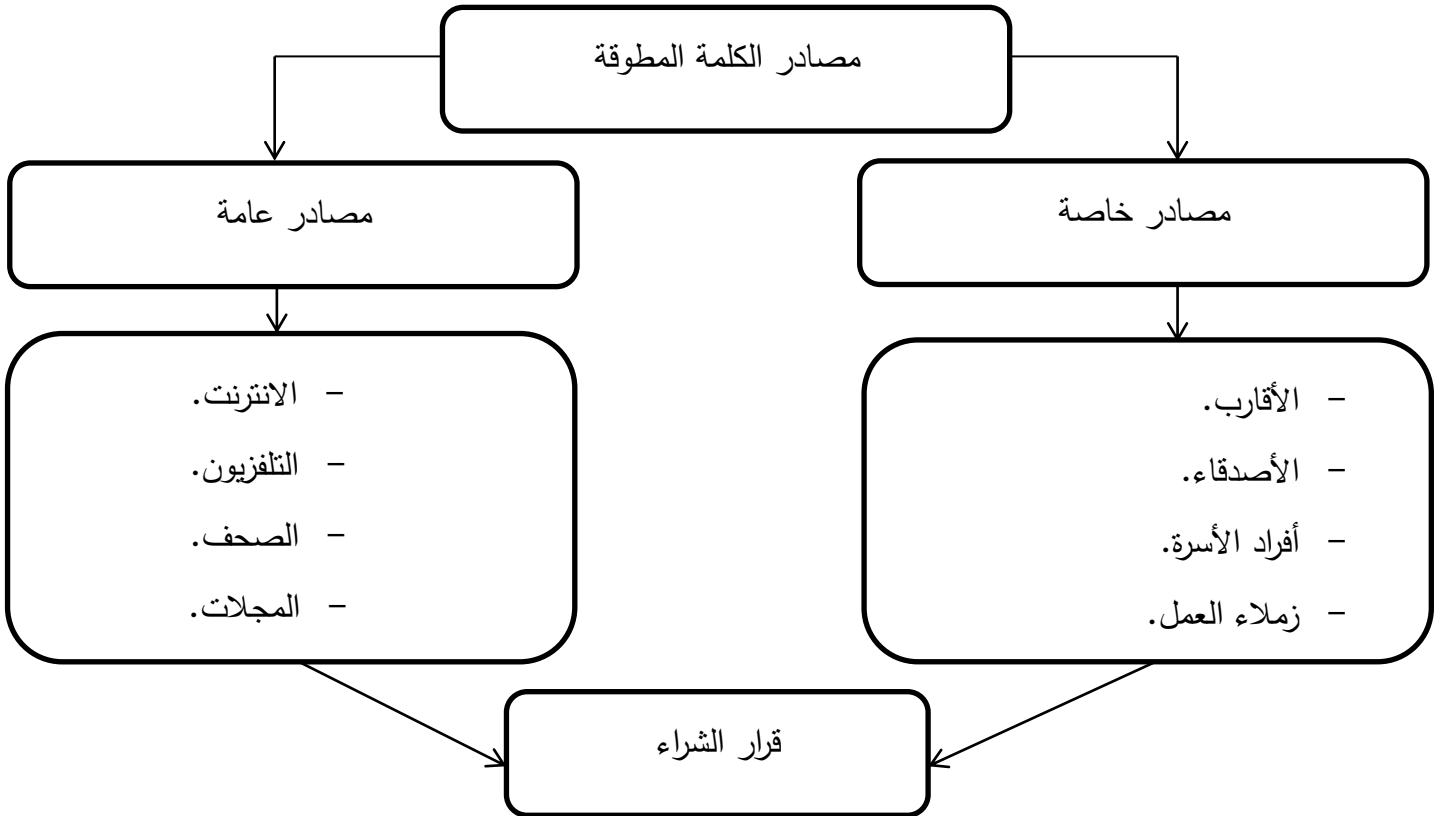 مصادر الكلمة المطوقة
مصادر خاصة
مصادر عامة
- الأقارب.
- الأصدقاء.
- أفراد الأسرة.
- زملاء العمل.
- الانترنت.
- التلفزيون.
- الصحف.
- المجلات.
قرار الشراء